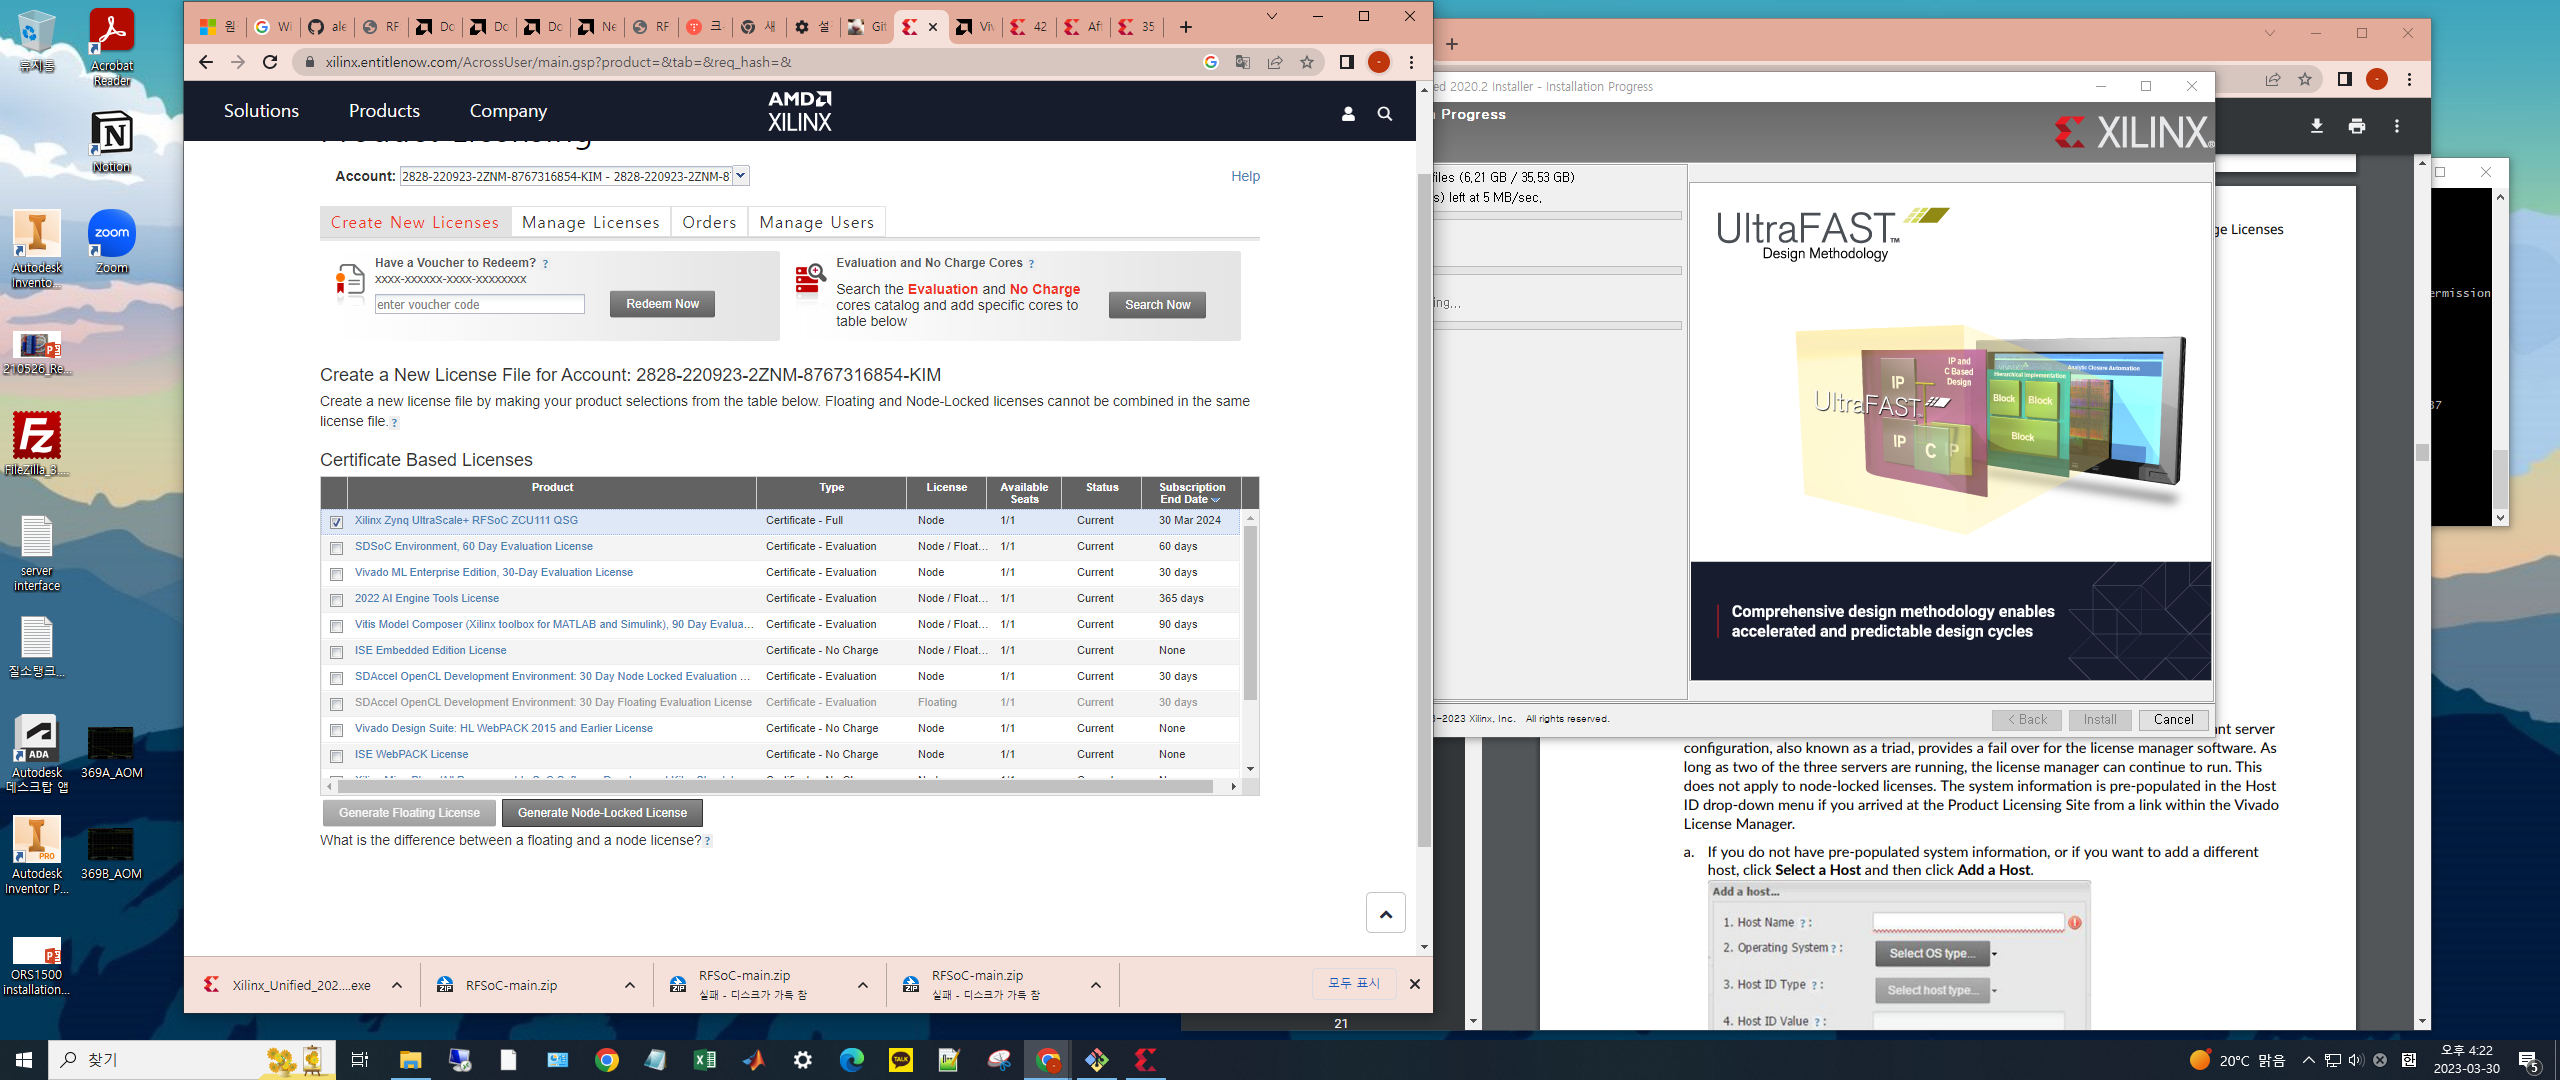 휴지통
Acrobat Reader
Notion
Autodesk Invento...
Zoom
zoom
210526_Re...
FileZilla_3....
server interface
질소탱크...
Autodesk 데스크탑 앱
369A_AOM
Autodesk Inventor P...
369B_AOM
ORS1500 installation...
xilinx.entitlenow.com/AcrossUser/main.gsp?product=&tab=&req_hash=&
Solutions
Products
Company
AMD
XILINX
Product Licensing
Account: 2828-220923-2ZNM-8767316854-KIM - 2828-220923-2ZNM-8
Help
Create New Licenses
Manage Licenses
Orders
Manage Users
Have a Voucher to Redeem? ?
xxxx-xxxxxx-xxxx-xxxxxxxx
enter voucher code
Redeem Now
Evaluation and No Charge Cores ?
Search the Evaluation and No Charge
cores catalog and add specific cores to
table below
Search Now
Create a New License File for Account: 2828-220923-2ZNM-8767316854-KIM
Create a new license file by making your product selections from the table below. Floating and Node-Locked licenses cannot be combined in the same
license file. ?
Certificate Based Licenses
Product Type License Available Seats Status Subscription End Date
Xilinx Zynq UltraScale+ RFSoC ZCU111 QSG Certificate - Full Node 1/1 Current 30 Mar 2024
SDSoC Environment, 60 Day Evaluation License Certificate - Evaluation Node / Float... 1/1 Current 60 days
Vivado ML Enterprise Edition, 30-Day Evaluation License Certificate - Evaluation Node 1/1 Current 30 days
2022 AI Engine Tools License Certificate - Evaluation Node / Float... 1/1 Current 365 days
Vitis Model Composer (Xilinx toolbox for MATLAB and Simulink), 90 Day Evalua... Certificate - Evaluation Node / Float... 1/1 Current 90 days
ISE Embedded Edition License Certificate - No Charge Node / Float... 1/1 Current None
SDAccel OpenCL Development Environment: 30 Day Node Locked Evaluation ... Certificate - Evaluation Node 1/1 Current 30 days
SDAccel OpenCL Development Environment: 30 Day Floating Evaluation License Certificate - Evaluation Floating 1/1 Current 30 days
Vivado Design Suite: HL WebPACK 2015 and Earlier License Certificate - No Charge Node 1/1 Current None
ISE WebPACK License Certificate - No Charge Node 1/1 Current None
Generate Floating License
Generate Node-Locked License
What is the difference between a floating and a node license? ?
Xilinx_Unified_202....exe
RFSoC-main.zip
RFSoC-main.zip
실패 - 디스크가 가득 참
RFSoC-main.zip
실패 - 디스크가 가득 참
모두 표시
ed 2020.2 Installer - Installation Progress
Progress
XILINX
files (6.21 GB / 35.53 GB)
s) left at 5 MB/sec.
ing...
UltraFAST™
Design Methodology
IP and C Based Design
IP
IP
C
IP
UltraFAST
Hierarchical Implementation
Analytic Closure Automation
Block
Block
Block
Comprehensive design methodology enables
accelerated and predictable design cycles
-2023 Xilinx, Inc. All rights reserved.
< Back
Install
Cancel
ge Licenses
ermission
37
nt server
configuration, also known as a triad, provides a fail over for the license manager software. As
long as two of the three servers are running, the license manager can continue to run. This
does not apply to node-locked licenses. The system information is pre-populated in the Host
ID drop-down menu if you arrived at the Product Licensing Site from a link within the Vivado
License Manager.
a. If you do not have pre-populated system information, or if you want to add a different
host, click Select a Host and then click Add a Host.
Add a host...
1. Host Name ? :
2. Operating System ? : Select OS type...
3. Host ID Type ? : Select host type...
4. Host ID Value ? :
21
찾기
20°C 맑음
한
오후 4:22
2023-03-30
5